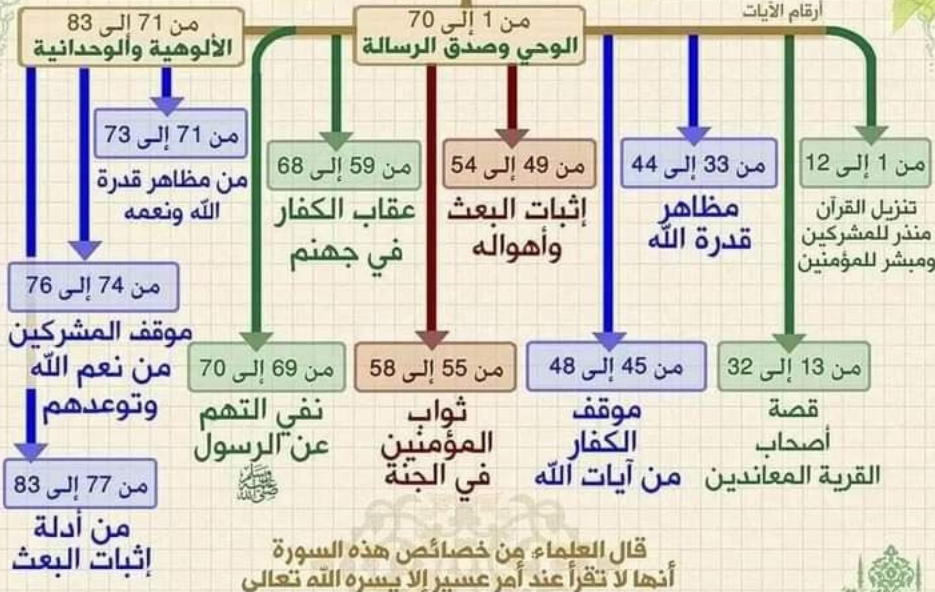 أرقام الآيات
من 1 إلى 70
الوحي وصدق الرسالة
من 71 إلى 83
الألوهية وألوحدانية
من 1 إلى 12
تنزيل القرآن
منذر للمشركين
ومبشر للمؤمنين
من 13 إلى 32
قصة
أصحاب
القرية المعاندين
من 33 إلى 44
مظاهر
قدرة الله
من 45 إلى 48
موقف
الكفار
من آيات الله
من 49 إلى 54
إثبات البعث
وأهواله
من 55 إلى 58
ثواب
المؤمنين
في الجنة
من 59 إلى 68
عقاب الكفار
في جهنم
من 69 إلى 70
نفي التهم
عن الرسول
ﷺ
من 71 إلى 73
من مظاهر قدرة
الله ونعمه
من 74 إلى 76
موقف المشركين
من نعم الله
وتوعدهم
من 77 إلى 83
من أدلة
إثبات البعث
قال العلماء من خصائص هذه السورة
أنها لا تقرأ عند أمر عسير إلا يسره الله تعالى